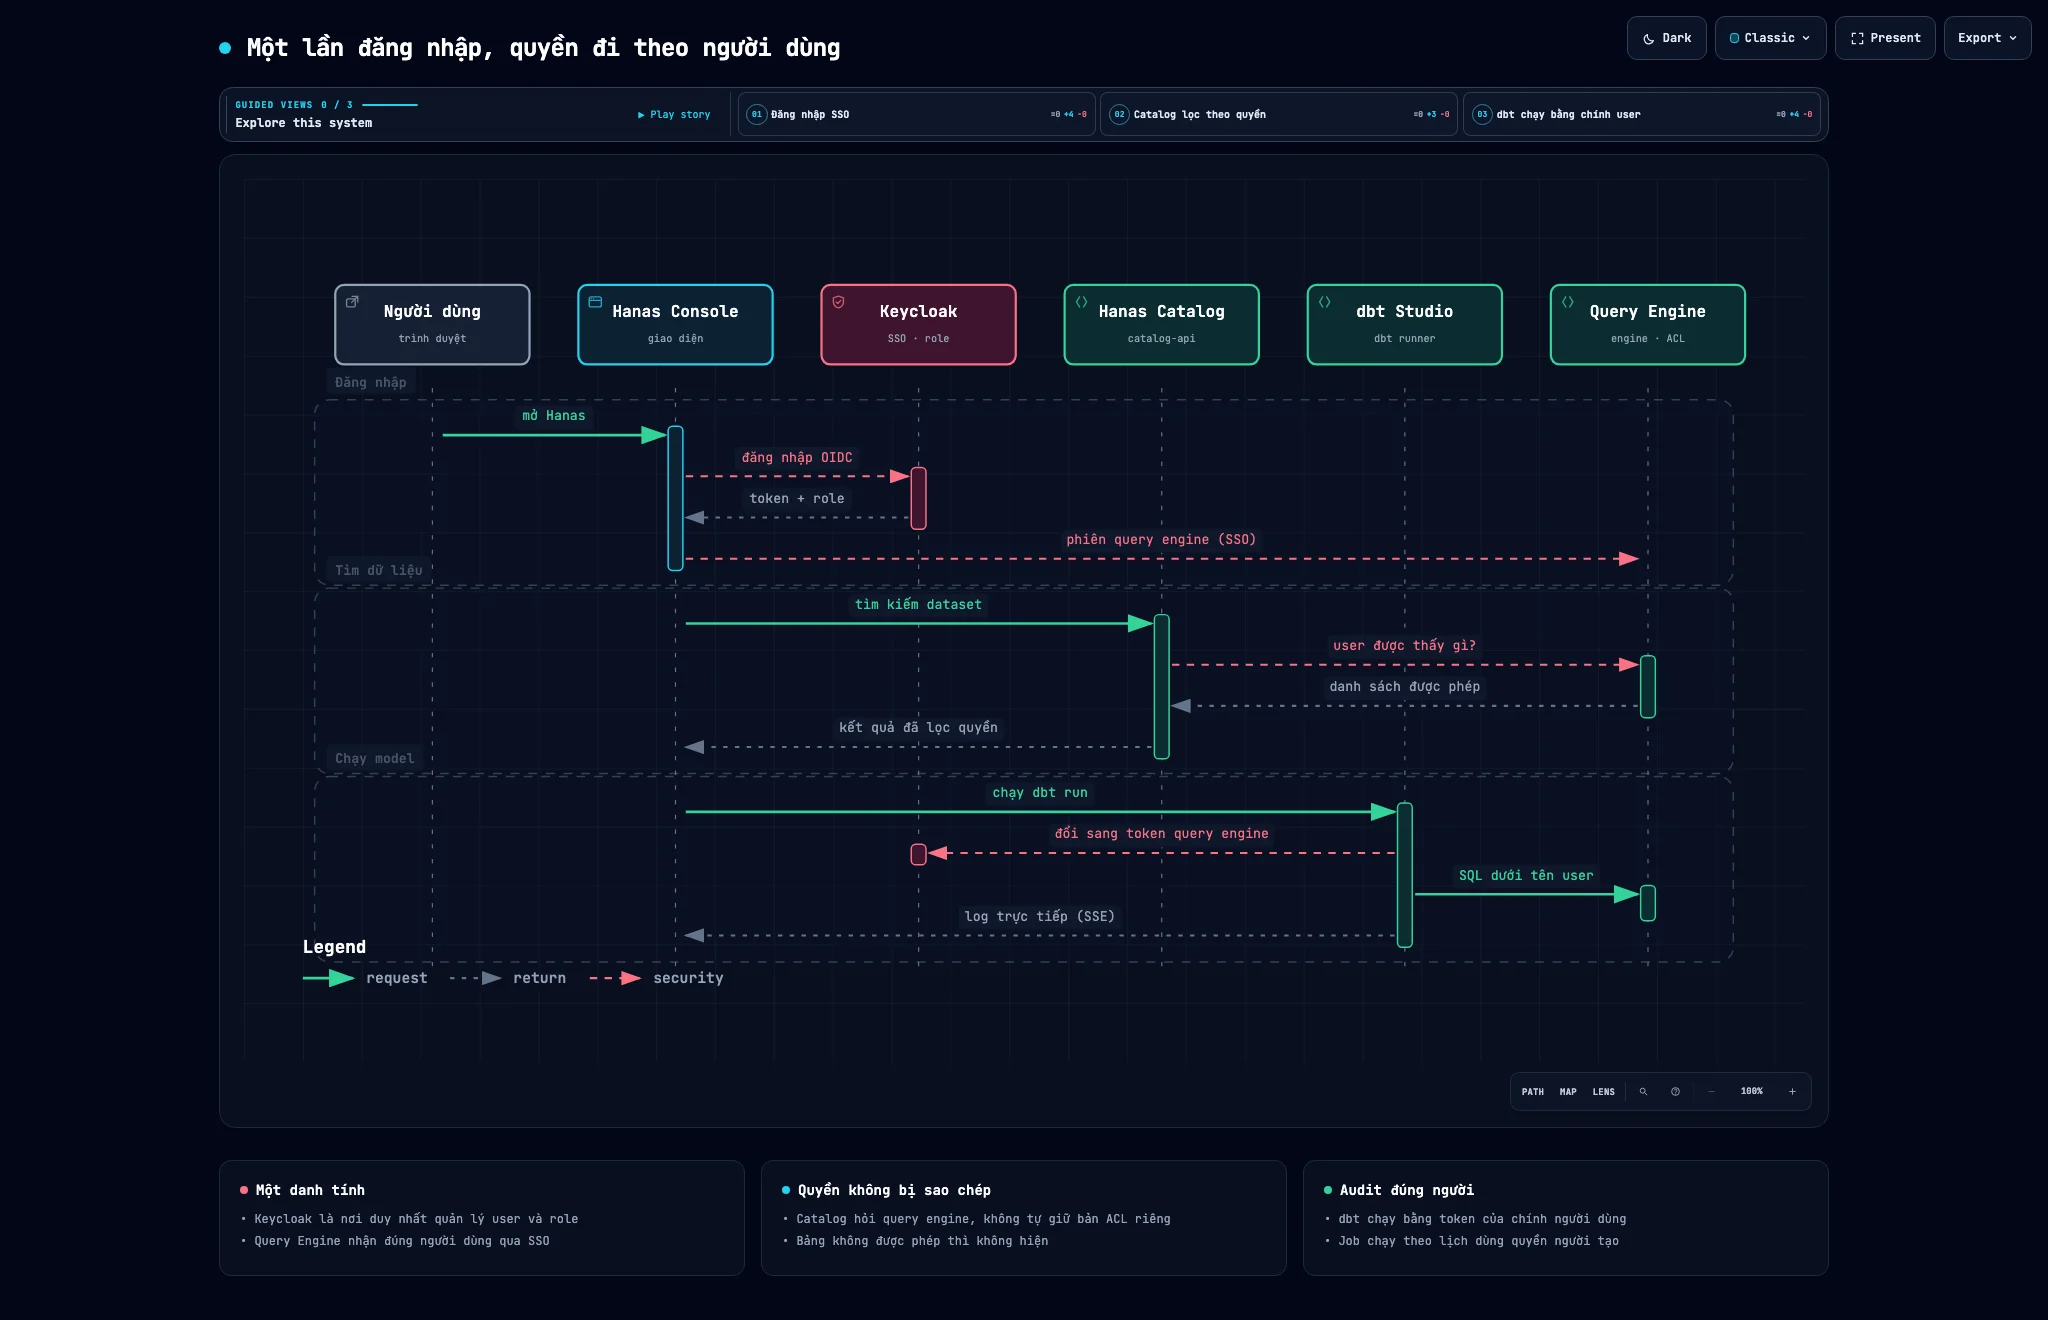 Một lần đăng nhập, quyền đi theo người dùng
Dark
Classic
Present
Export
GUIDED VIEWS 0 / 3
Explore this system
▶ Play story
01 Đăng nhập SSO =0 +4 -0
02 Catalog lọc theo quyền =0 +3 -0
03 dbt chạy bằng chính user =0 +4 -0
Người dùng
trình duyệt
Hanas Console
giao diện
Keycloak
SSO · role
Hanas Catalog
catalog-api
dbt Studio
dbt runner
Query Engine
engine · ACL
Đăng nhập
mở Hanas
đăng nhập OIDC
token + role
phiên query engine (SSO)
Tìm dữ liệu
tìm kiếm dataset
user được thấy gì?
danh sách được phép
kết quả đã lọc quyền
Chạy model
chạy dbt run
đổi sang token query engine
SQL dưới tên user
log trực tiếp (SSE)
Legend
request
return
security
PATH
MAP
LENS
100%
Một danh tính
• Keycloak là nơi duy nhất quản lý user và role
• Query Engine nhận đúng người dùng qua SSO
Quyền không bị sao chép
• Catalog hỏi query engine, không tự giữ bản ACL riêng
• Bảng không được phép thì không hiện
Audit đúng người
• dbt chạy bằng token của chính người dùng
• Job chạy theo lịch dùng quyền người tạo